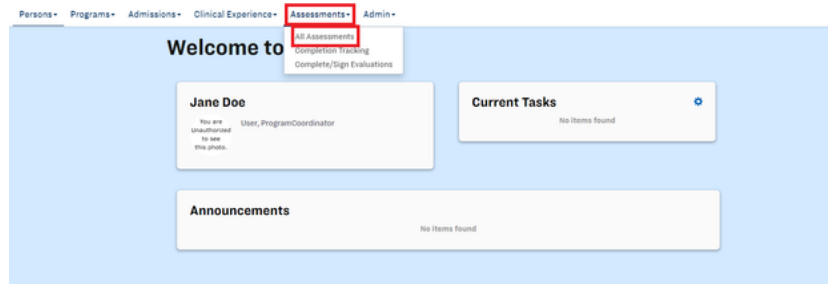 Persons Programs Admissions Clinical Experience Assessments Admin
All Assessments
Completion Tracking
Complete/Sign Evaluations
Welcome to
Jane Doe
You are
Unauthorized
to see
this photo.
User, ProgramCoordinator
Current Tasks
No items found
Announcements
No items found